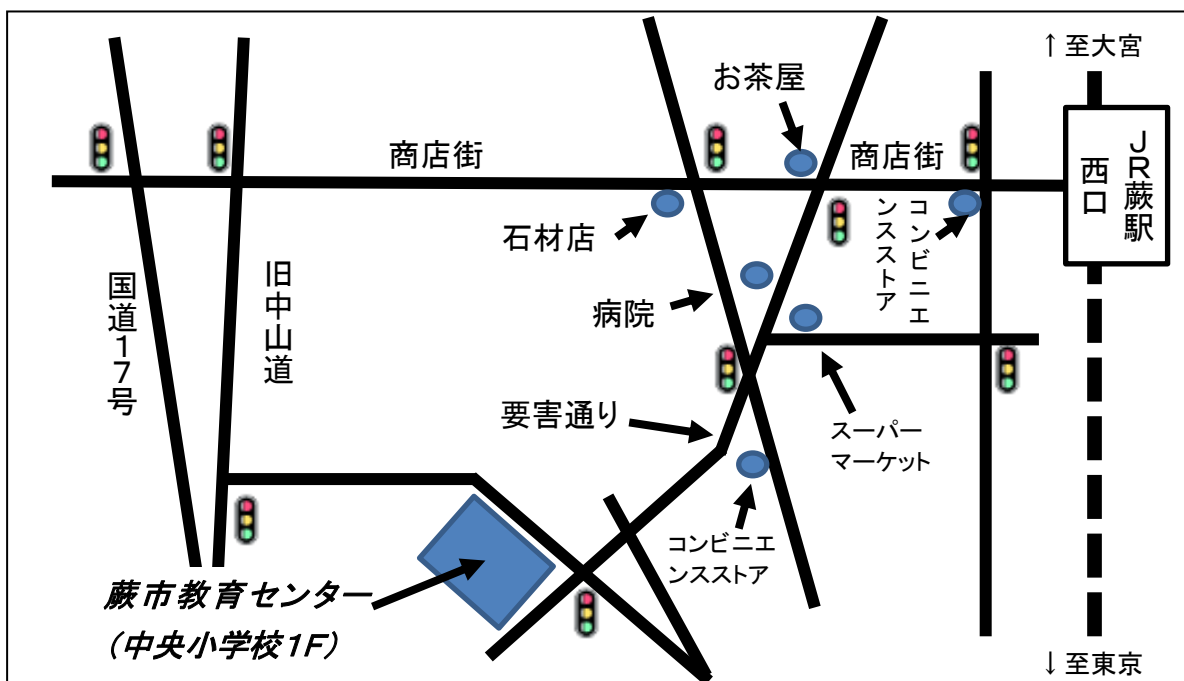 ↑至大宮
お茶屋
商店街
商店街
JR蕨駅
西口
コンビニエ
ンスストア
石材店
国道17号
旧中山道
病院
要害通り
スーパー
マーケット
コンビニエ
ンスストア
蕨市教育センター
(中央小学校1F)
↓至東京